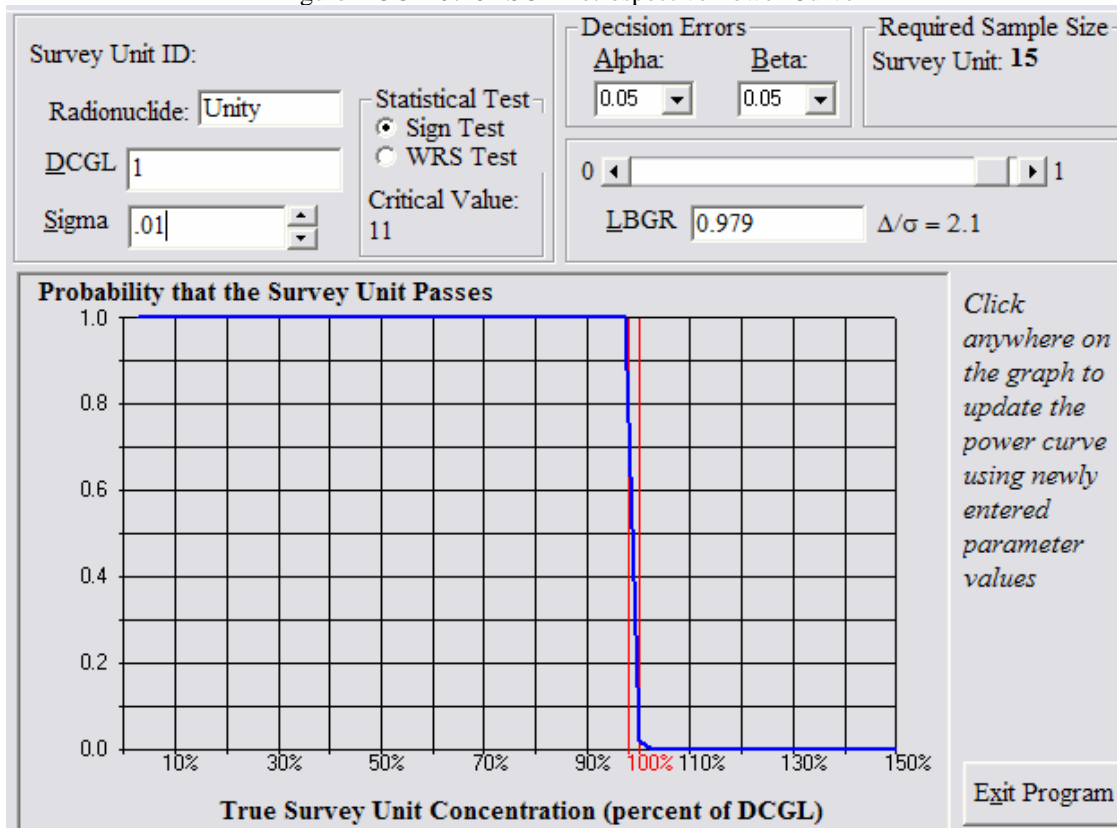 Survey Unit ID:
Radionuclide: Unity
DCGL 1
Sigma .01
Statistical Test
Sign Test
WRS Test
Critical Value:
11
Decision Errors
Alpha: Beta:
0.05 0.05
Required Sample Size
Survey Unit: 15
0 1
LBGR 0.979 Δ/σ = 2.1
Probability that the Survey Unit Passes
1.0
0.8
0.6
0.4
0.2
0.0
10% 30% 50% 70% 90% 100% 110% 130% 150%
True Survey Unit Concentration (percent of DCGL)
Click
anywhere on
the graph to
update the
power curve
using newly
entered
parameter
values
Exit Program